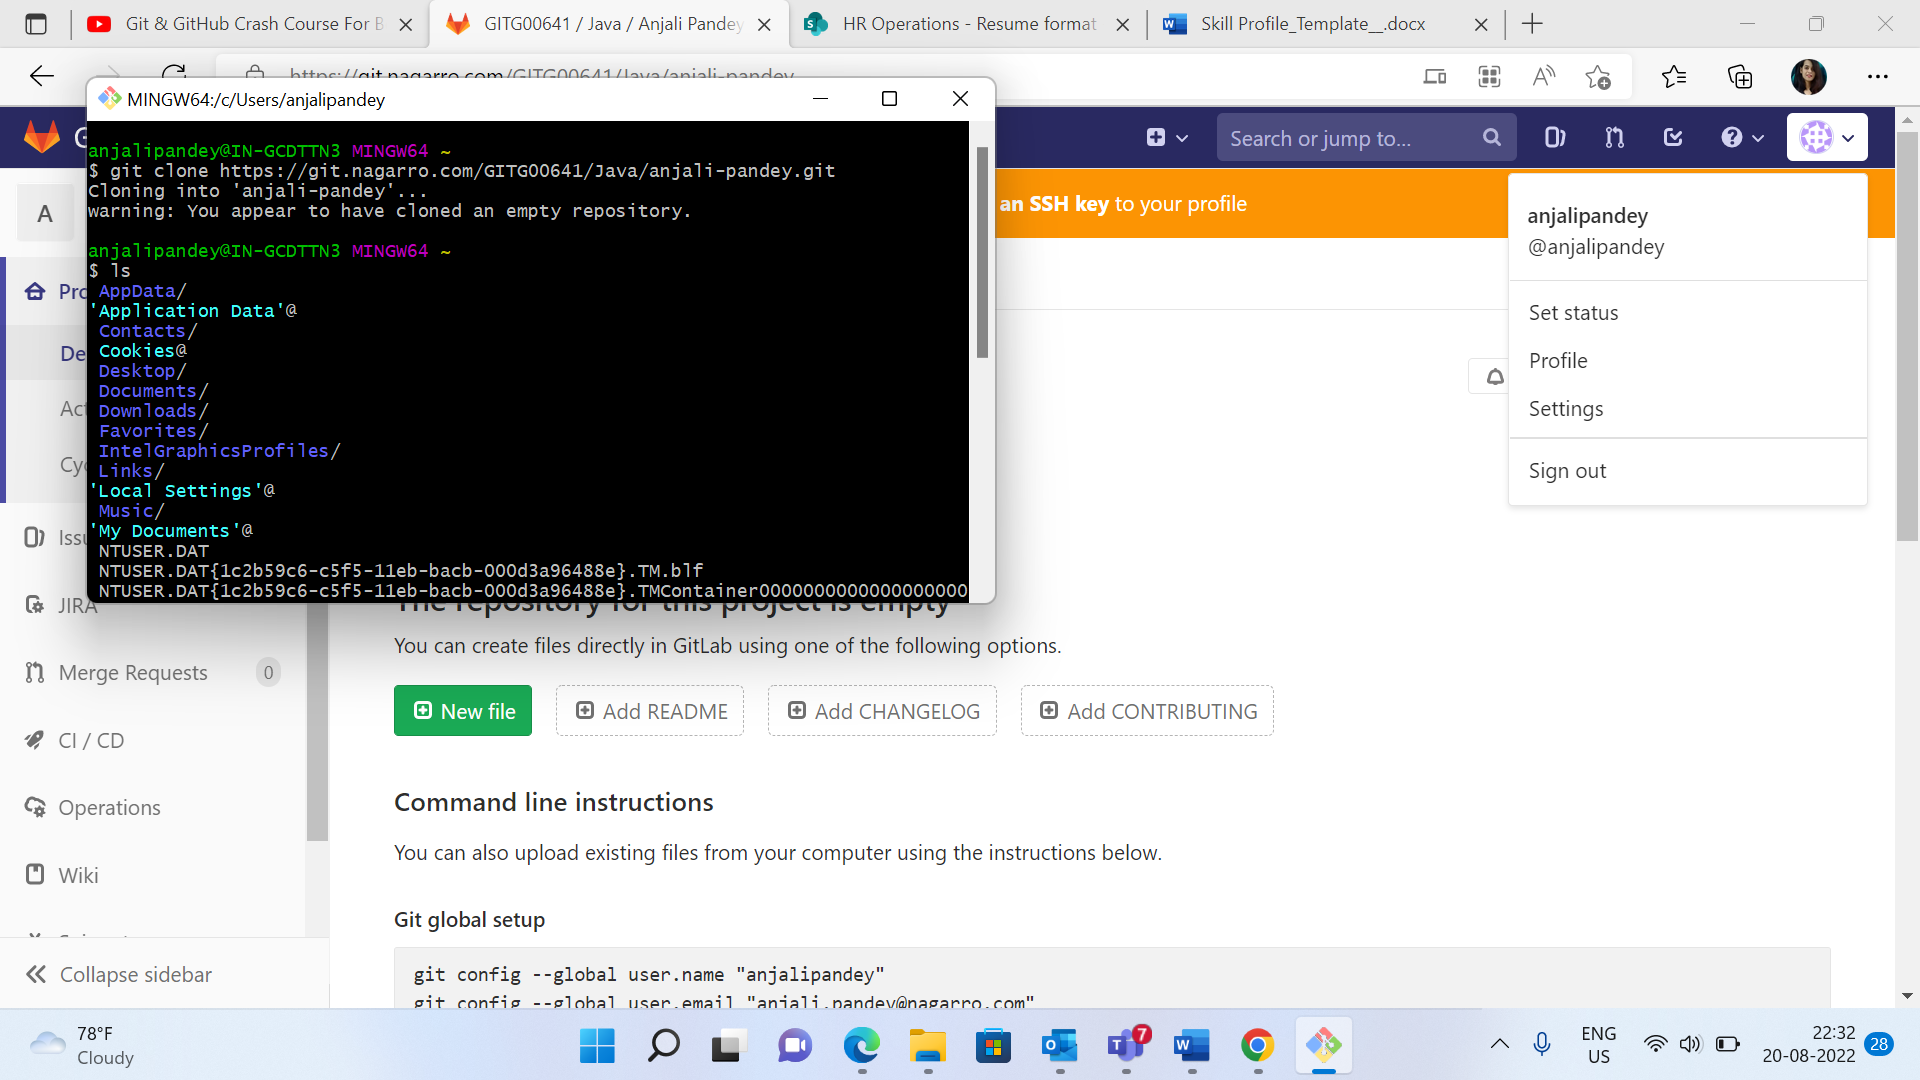 Git & GitHub Crash Course For B
GITG00641 / Java / Anjali Pandey
HR Operations - Resume format
Skill Profile_Template__.docx
https://git.nagarro.com/GITG00641/Java/anjali-pandey
MINGW64:/c/Users/anjalipandey
anjalipandey@IN-GCDTTN3 MINGW64 ~
$ git clone https://git.nagarro.com/GITG00641/Java/anjali-pandey.git
Cloning into 'anjali-pandey'...
warning: You appear to have cloned an empty repository.
anjalipandey@IN-GCDTTN3 MINGW64 ~
$ ls
AppData/
'Application Data'@
Contacts/
Cookies@
Desktop/
Documents/
Downloads/
Favorites/
IntelGraphicsProfiles/
Links/
'Local Settings'@
Music/
'My Documents'@
NTUSER.DAT
NTUSER.DAT{1c2b59c6-c5f5-11eb-bacb-000d3a96488e}.TM.blf
NTUSER.DAT{1c2b59c6-c5f5-11eb-bacb-000d3a96488e}.TMContainer0000000000000000000
Search or jump to...
an SSH key to your profile
anjalipandey
@anjalipandey
Set status
Profile
Settings
Sign out
A
Pro
De
Act
Cyc
Issu
JIRA
Merge Requests 0
CI / CD
Operations
Wiki
Collapse sidebar
The repository for this project is empty
You can create files directly in GitLab using one of the following options.
New file
Add README
Add CHANGELOG
Add CONTRIBUTING
Command line instructions
You can also upload existing files from your computer using the instructions below.
Git global setup
git config --global user.name "anjalipandey"
git config --global user.email "anjali.pandey@nagarro.com"
78°F
Cloudy
7
ENG
US
22:32
20-08-2022
28